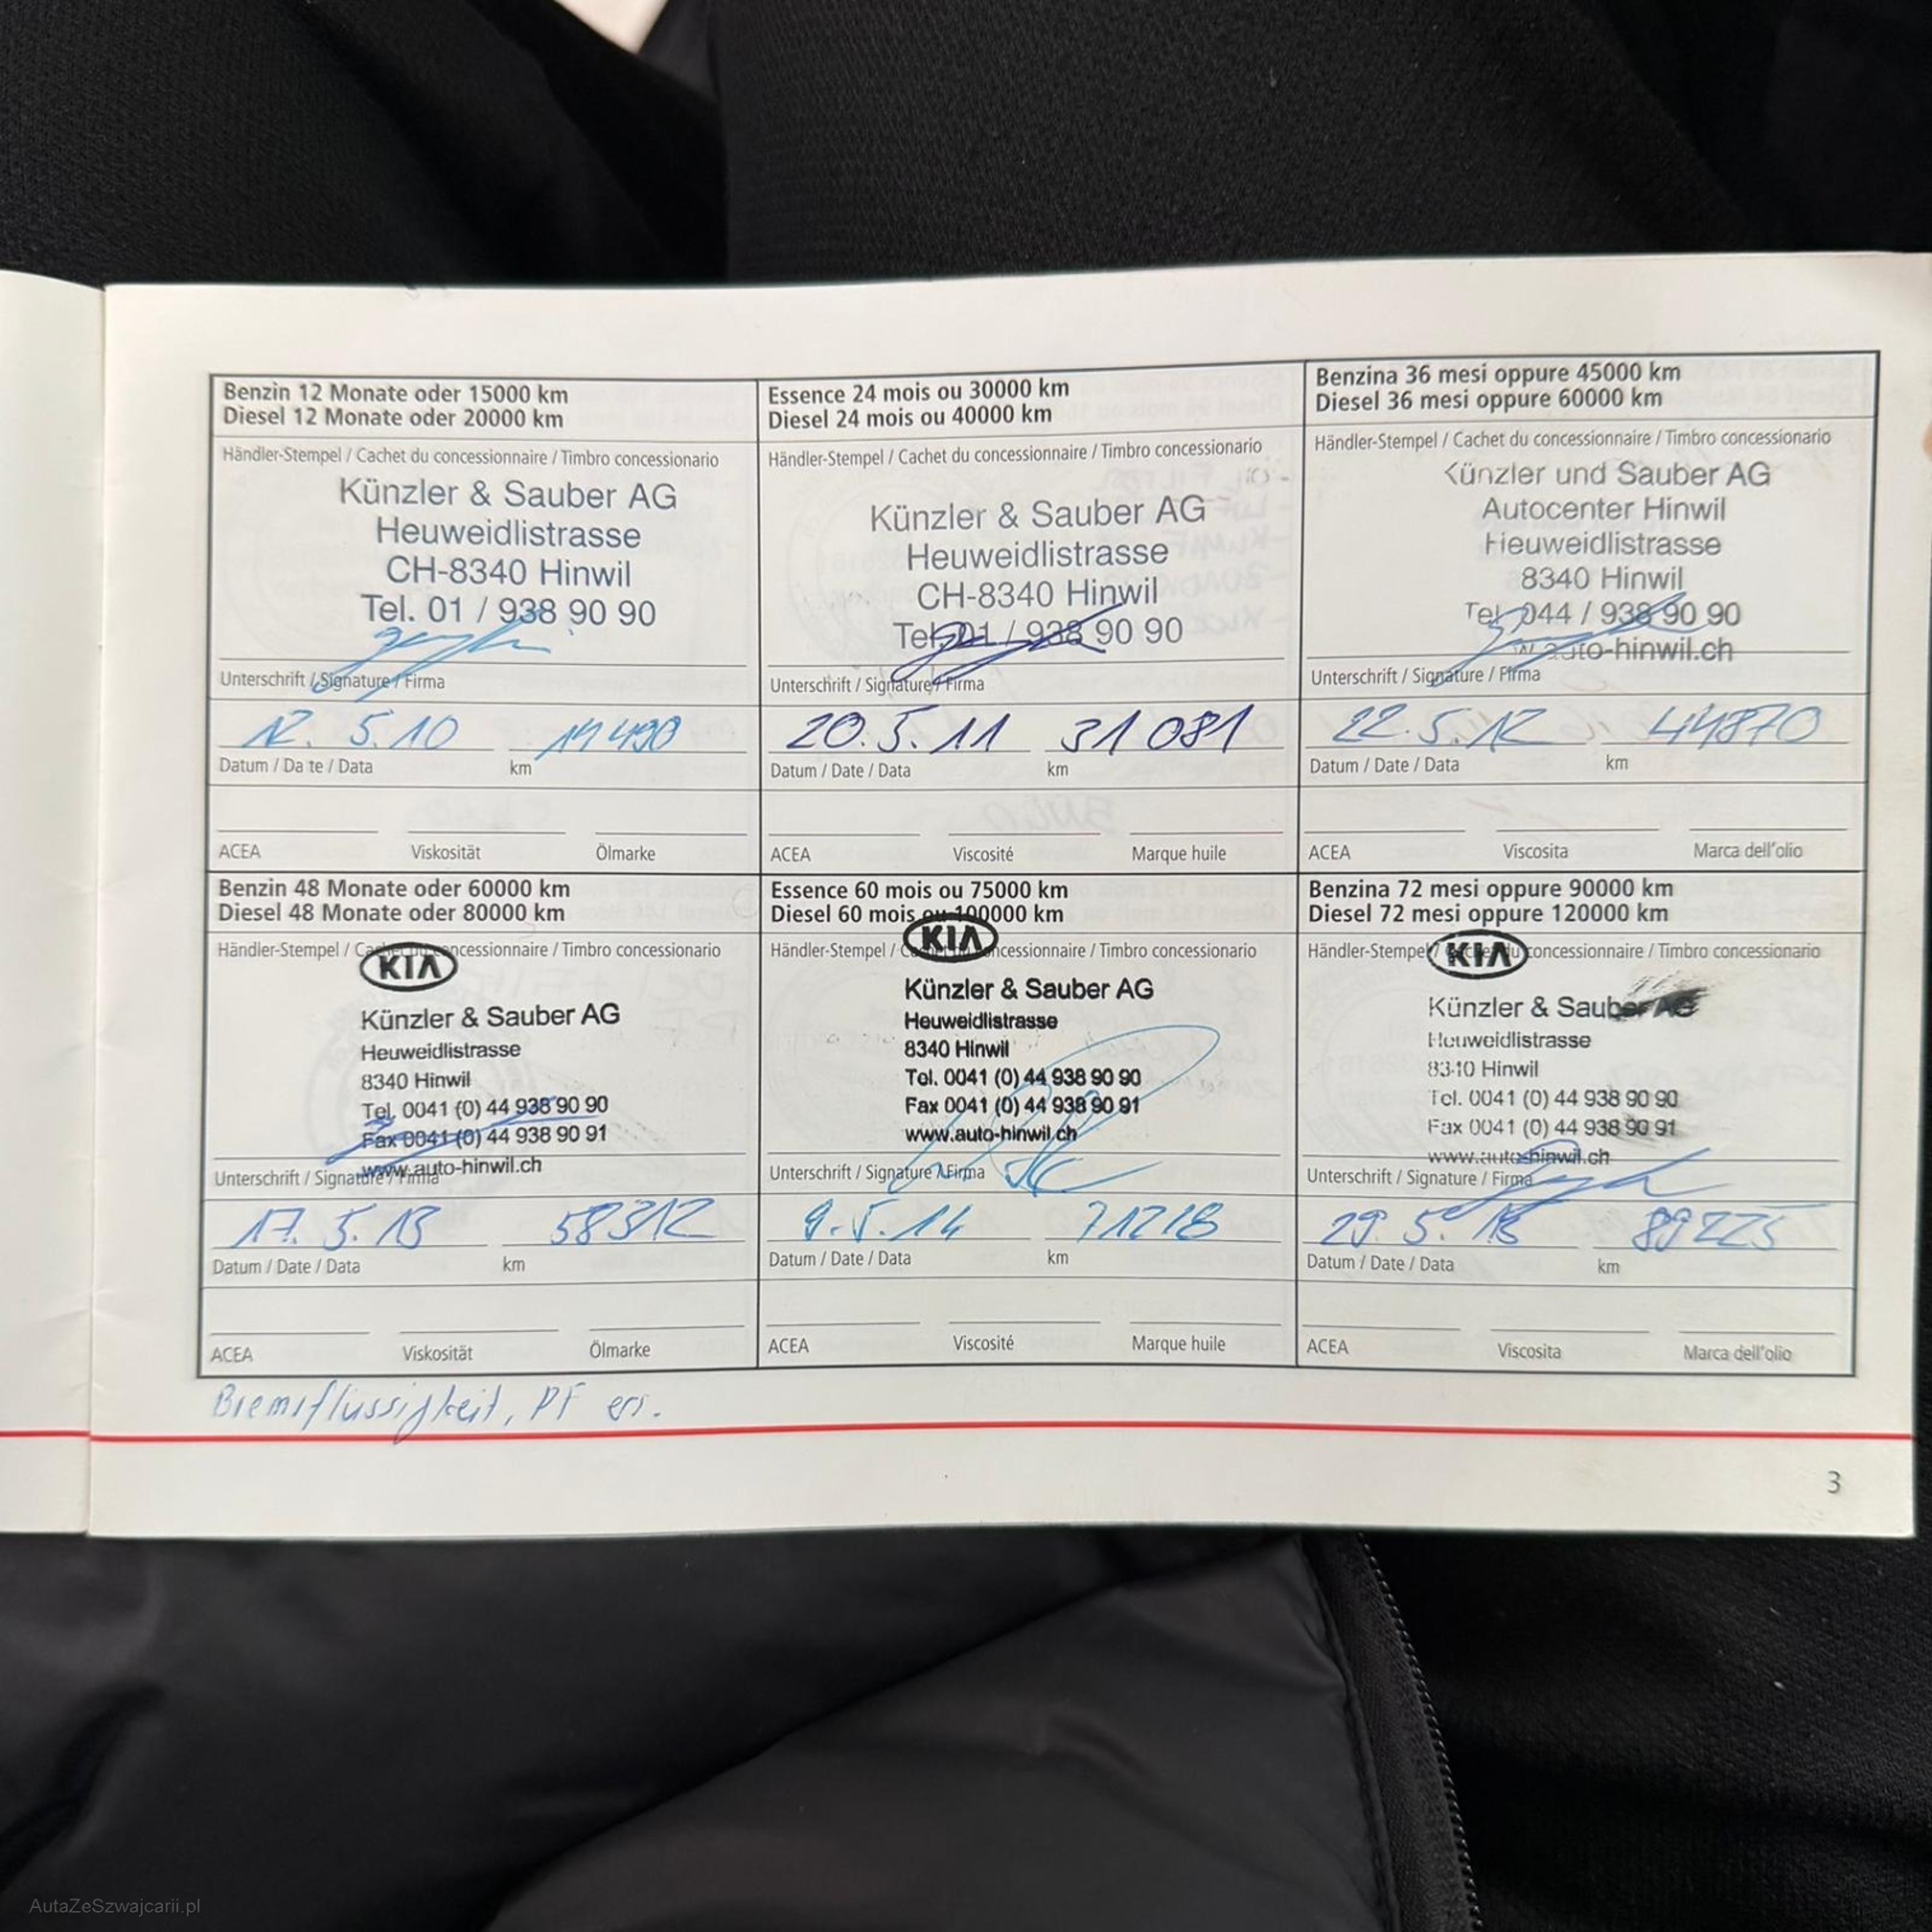 Benzin 12 Monate oder 15000 km
Diesel 12 Monate oder 20000 km
Händler-Stempel / Cachet du concessionnaire / Timbro concessionario
Künzler & Sauber AG
Heuweidlistrasse
CH-8340 Hinwil
Tel. 01 / 938 90 90
Unterschrift / Signature / Firma
12. 5.10
Datum / Date / Data km
ACEA Viskosität Ölmarke
Essence 24 mois ou 30000 km
Diesel 24 mois ou 40000 km
Händler-Stempel / Cachet du concessionnaire / Timbro concessionario
Künzler & Sauber AG
Heuweidlistrasse
CH-8340 Hinwil
Tel. 01 / 938 90 90
Unterschrift / Signature / Firma
20.5.11 31 081
Datum / Date / Data km
ACEA Viscosité Marque huile
Benzina 36 mesi oppure 45000 km
Diesel 36 mesi oppure 60000 km
Händler-Stempel / Cachet du concessionnaire / Timbro concessionario
Künzler und Sauber AG
Autocenter Hinwil
Heuweidlistrasse
8340 Hinwil
Tel. 044 / 938 90 90
w.auto-hinwil.ch
Unterschrift / Signature / Firma
22.5.12 44870
Datum / Date / Data km
ACEA Viscosita Marca dell'olio
Benzin 48 Monate oder 60000 km
Diesel 48 Monate oder 80000 km
Händler-Stempel / Cachet du concessionnaire / Timbro concessionario
KIA
Künzler & Sauber AG
Heuweidlistrasse
8340 Hinwil
Tel. 0041 (0) 44 938 90 90
Fax 0041 (0) 44 938 90 91
www.auto-hinwil.ch
Unterschrift / Signature / Firma
17. 5. 13 58312
Datum / Date / Data km
ACEA Viskosität Ölmarke
Essence 60 mois ou 75000 km
Diesel 60 mois ou 100000 km
Händler-Stempel / Cachet du concessionnaire / Timbro concessionario
KIA
Künzler & Sauber AG
Heuweidlistrasse
8340 Hinwil
Tel. 0041 (0) 44 938 90 90
Fax 0041 (0) 44 938 90 91
www.auto-hinwil.ch
Unterschrift / Signature / Firma
9.5.14 71218
Datum / Date / Data km
ACEA Viscosité Marque huile
Benzina 72 mesi oppure 90000 km
Diesel 72 mesi oppure 120000 km
Händler-Stempel / Cachet du concessionnaire / Timbro concessionario
KIA
Künzler & Sauber AG
Heuweidlistrasse
8340 Hinwil
Tel. 0041 (0) 44 938 90 90
Fax 0041 (0) 44 938 90 91
www.auto-hinwil.ch
Unterschrift / Signature / Firma
29. 5. 89225
Datum / Date / Data km
ACEA Viscosita Marca dell'olio
Bremsflüssigkeit, PF ers.
3
AutaZeSzwajcarii.pl